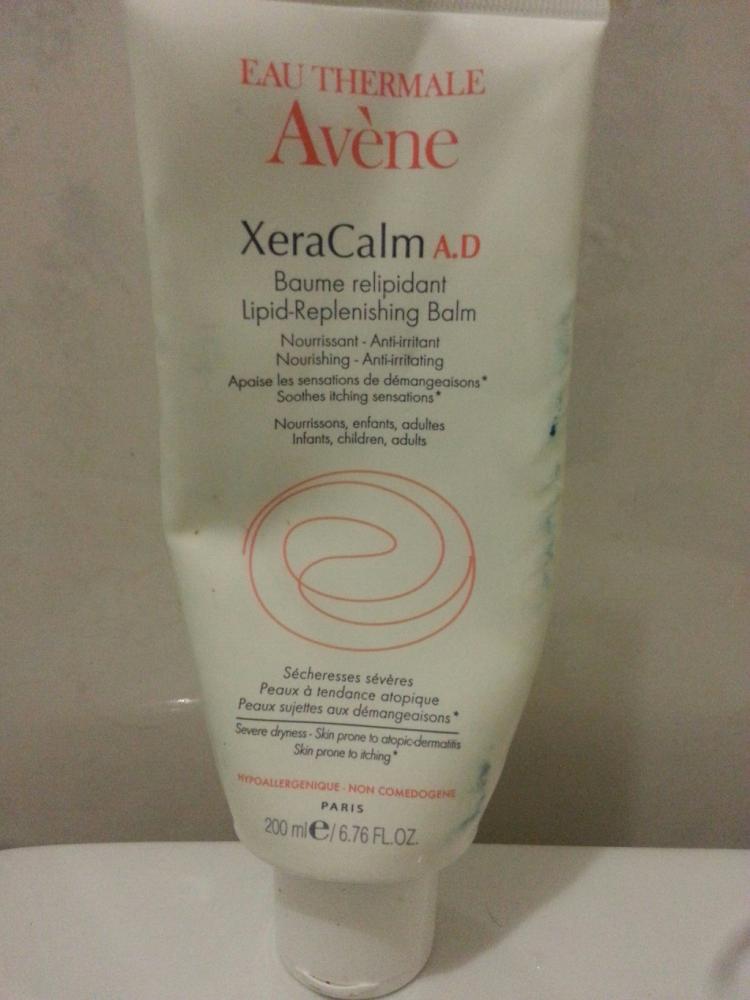 EAU THERMALE
Avène
XeraCalm A.D
Baume relipidant
Lipid-Replenishing Balm
Nourrissant - Anti-irritant
Nourishing - Anti-irritating
Apaise les sensations de démangeaisons*
Soothes itching sensations*
Nourrissons, enfants, adultes
Infants, children, adults
Sécheresses sévères
Peaux à tendance atopique
Peaux sujettes aux démangeaisons*
Severe dryness - Skin prone to atopic-dermatitis
Skin prone to itching*
HYPOALLERGENIQUE - NON COMEDOGENE
PARIS
200 ml e / 6.76 FL.OZ.